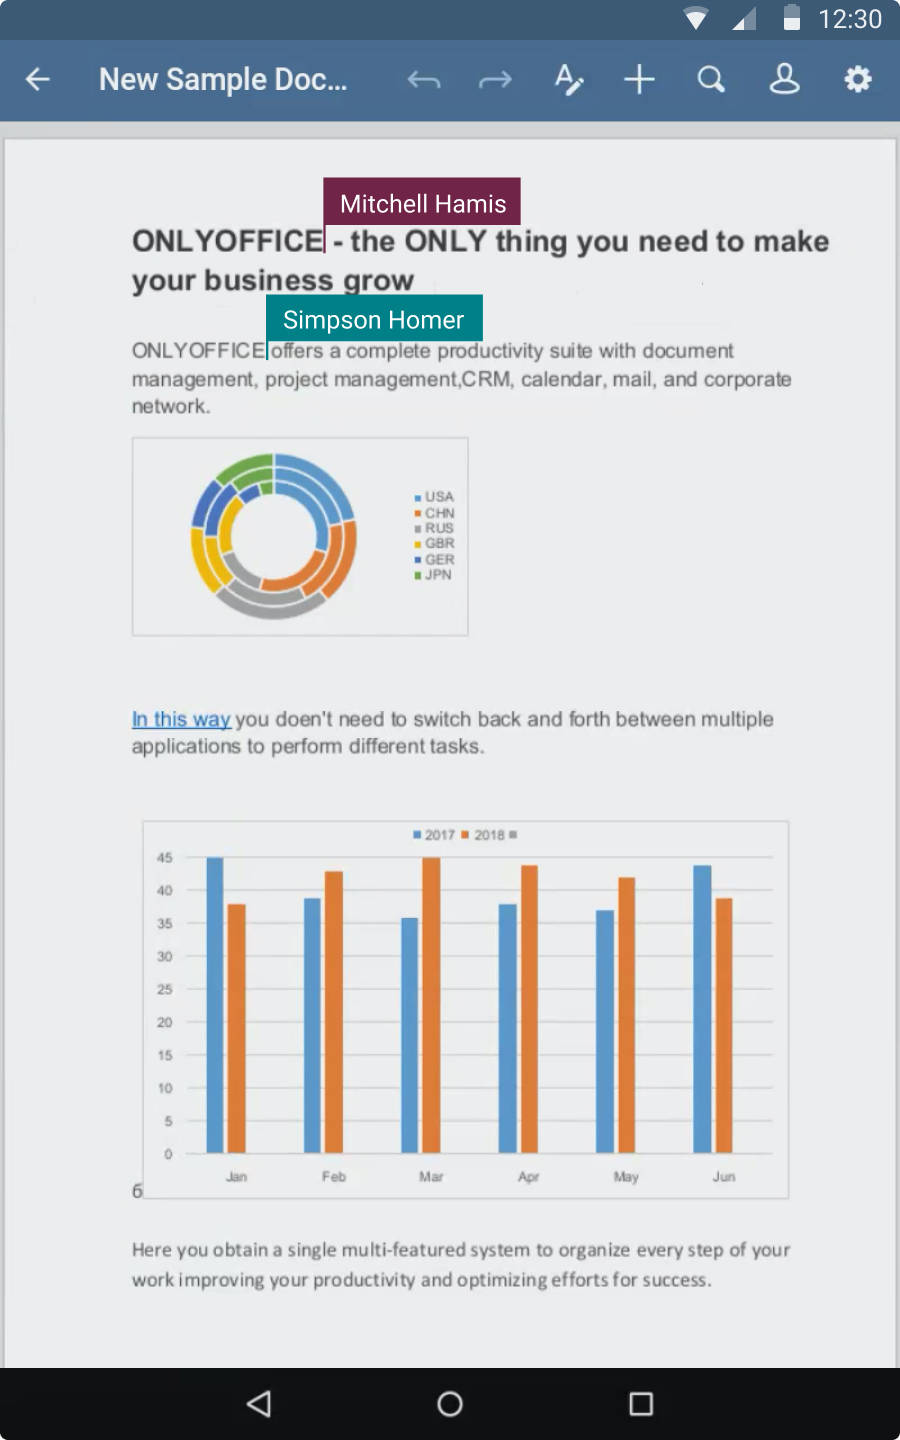 12:30
New Sample Doc...
Mitchell Hamis
ONLYOFFICE - the ONLY thing you need to make
your business grow
Simpson Homer
ONLYOFFICE offers a complete productivity suite with document
management, project management,CRM, calendar, mail, and corporate
network.
USA
CHN
RUS
GBR
GER
JPN
In this way you doen't need to switch back and forth between multiple
applications to perform different tasks.
2017 2018
45
40
35
30
25
20
15
10
5
0
Jan Feb Mar Apr May Jun
б
Here you obtain a single multi-featured system to organize every step of your
work improving your productivity and optimizing efforts for success.